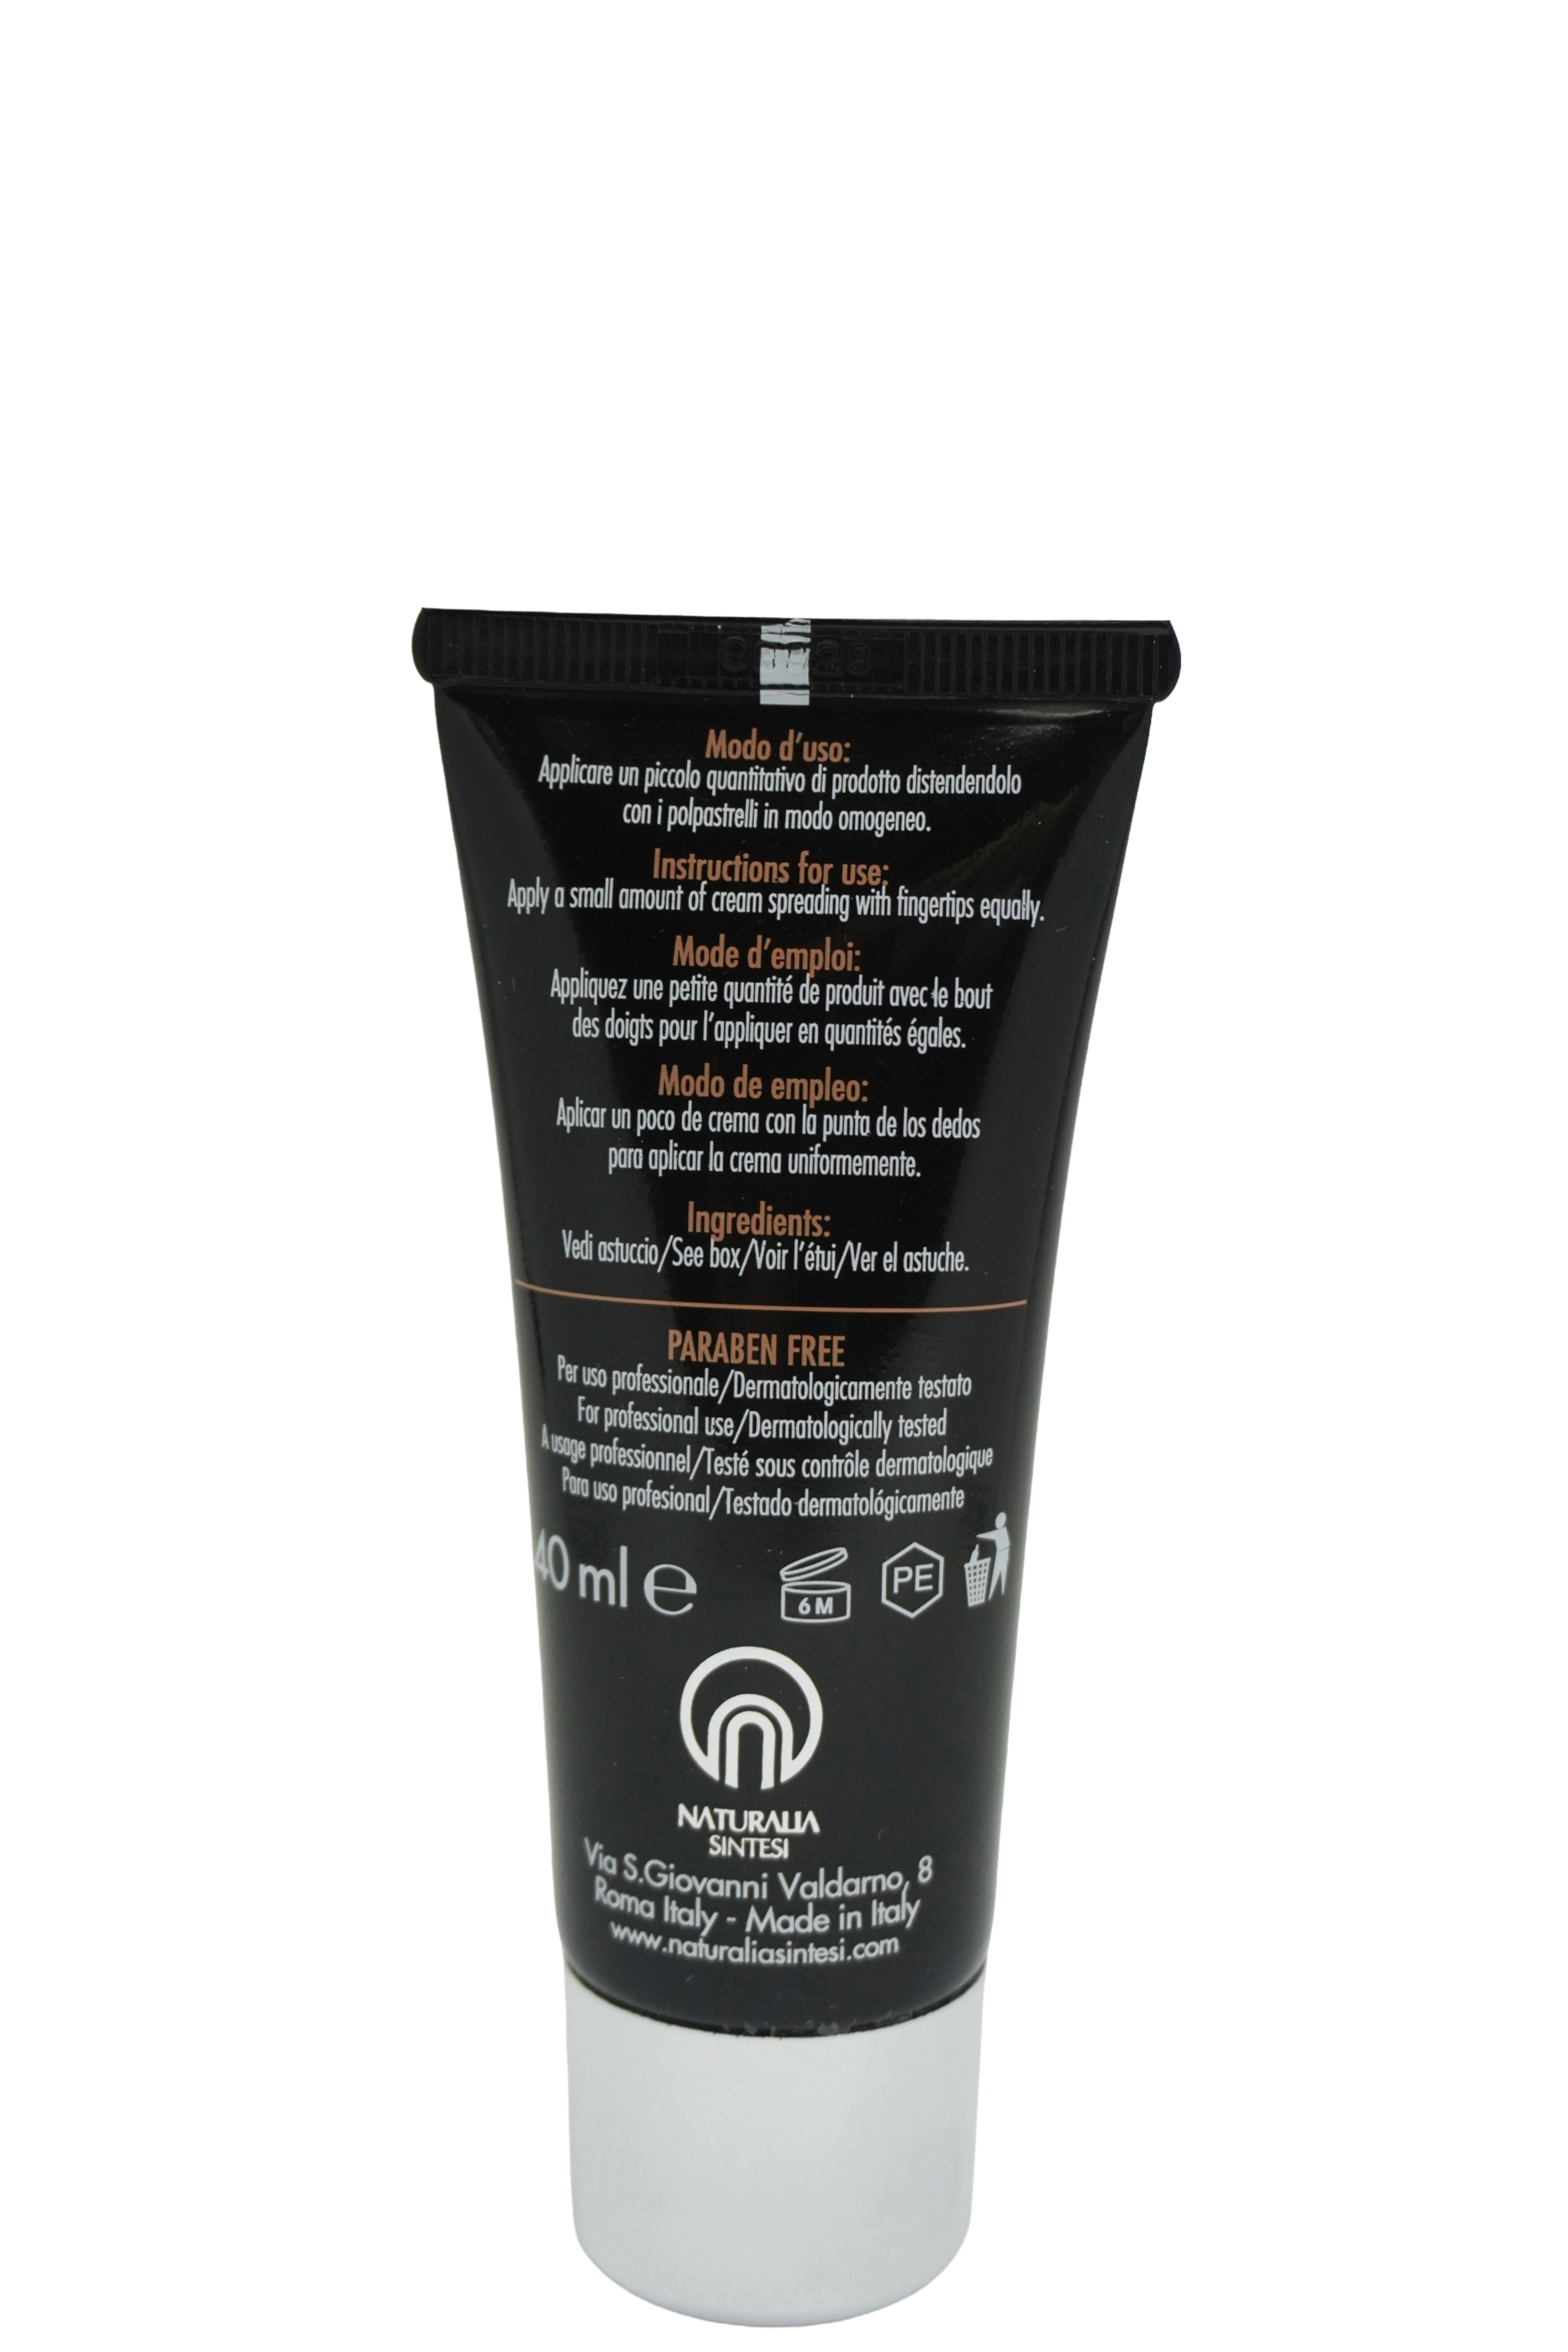 Modo d'uso:
Applicare un piccolo quantitativo di prodotto distendendolo
con i polpastrelli in modo omogeneo.
Instructions for use:
Apply a small amount of cream spreading with fingertips equally.
Mode d'emploi:
Appliquez une petite quantité de produit avec le bout
des doigts pour l'appliquer en quantités égales.
Modo de empleo:
Aplicar un poco de crema con la punta de los dedos
para aplicar la crema uniformemente.
Ingredients:
Vedi astuccio/See box/Voir l'étui/Ver el astuche.
PARABEN FREE
Per uso professionale/Dermatologicamente testato
For professional use/Dermatologically tested
A usage professionnel/Testé sous contrôle dermatologique
Para uso profesional/Testado dermatológicamente
40 ml e
6 M
PE
NATURALIA
SINTESI
Via S.Giovanni Valdarno, 8
Roma Italy - Made in Italy
www.naturaliasintesi.com